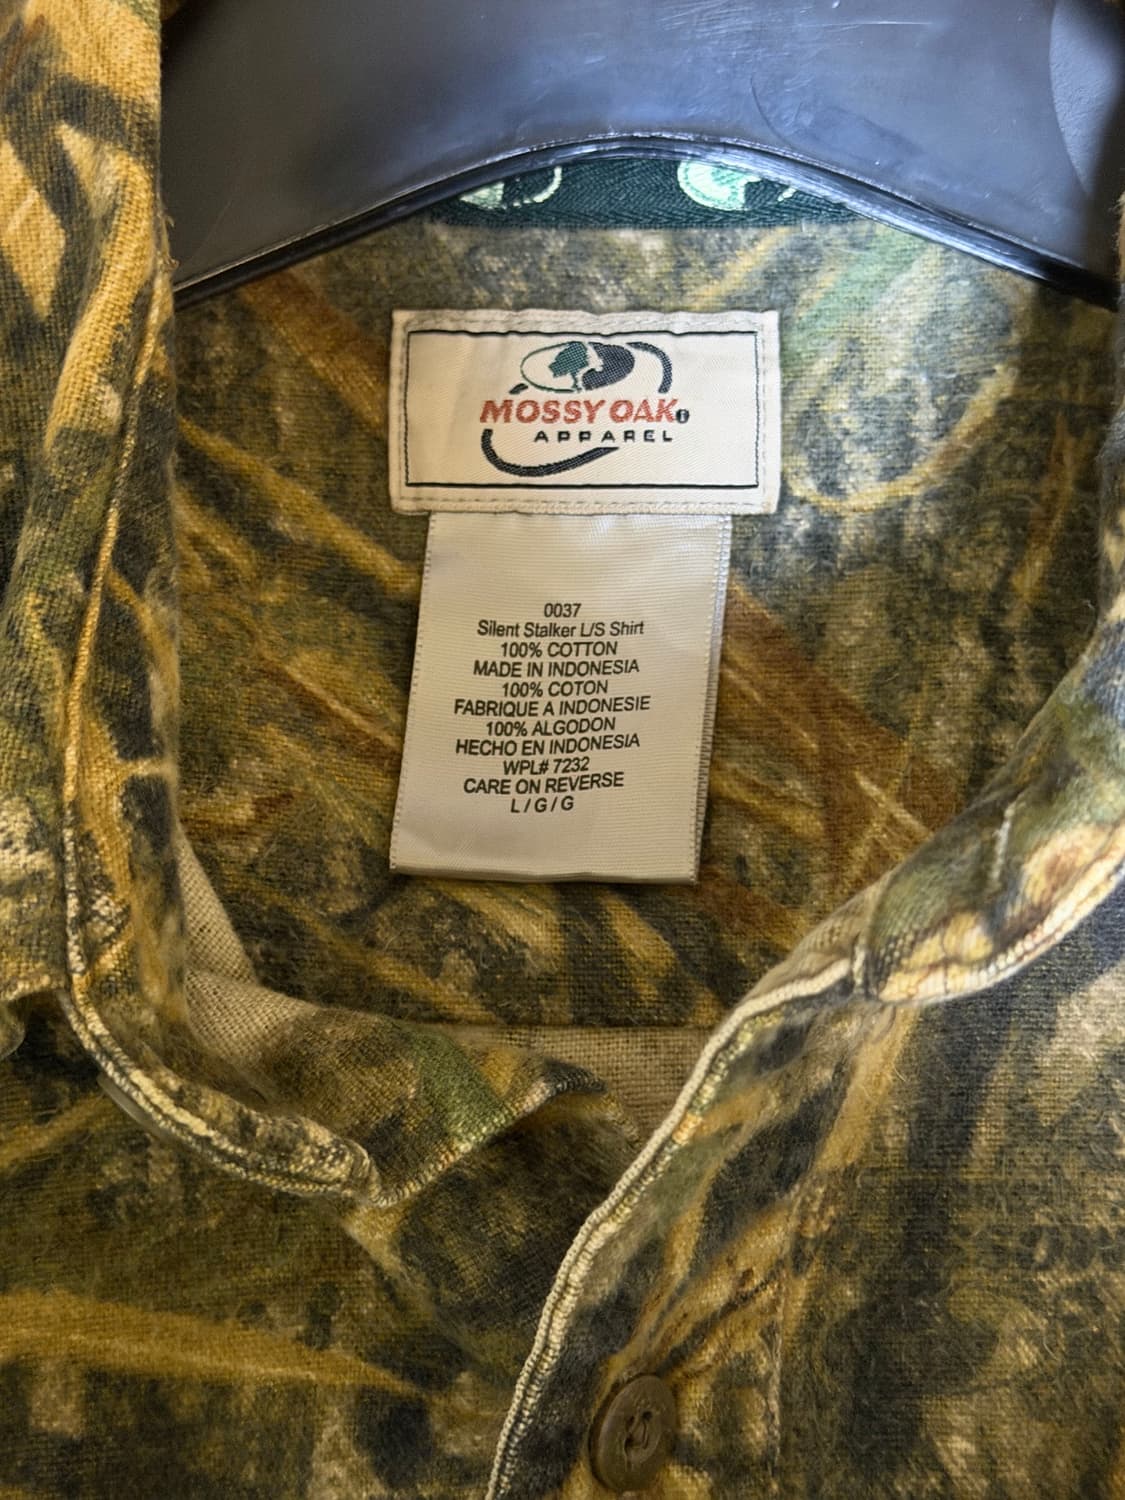 MOSSY OAK®
APPAREL
0037
Silent Stalker L/S Shirt
100% COTTON
MADE IN INDONESIA
100% COTON
FABRIQUE A INDONESIE
100% ALGODON
HECHO EN INDONESIA
WPL# 7232
CARE ON REVERSE
L / G / G